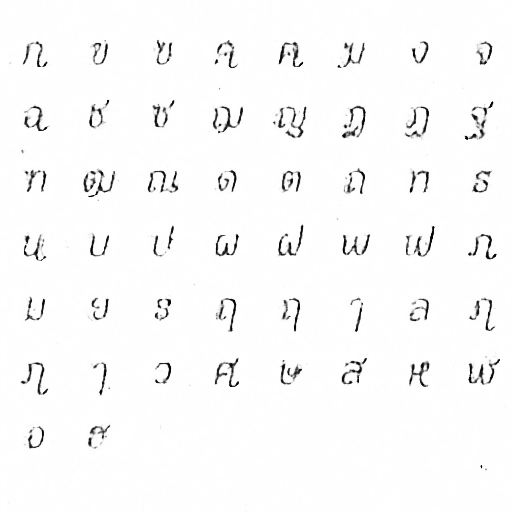 ก ข ฃ ค ฅ ฆ ง จ
ฉ ช ซ ฌ ญ ฎ ฏ ฐ
ฑ ฒ ณ ด ต ถ ท ธ
น บ ป ผ ฝ พ ฟ ภ
ม ย ร ฤ ฤ ๅ ล ฦ
ฦ ๅ ว ศ ษ ส ห ฬ
อ ฮ